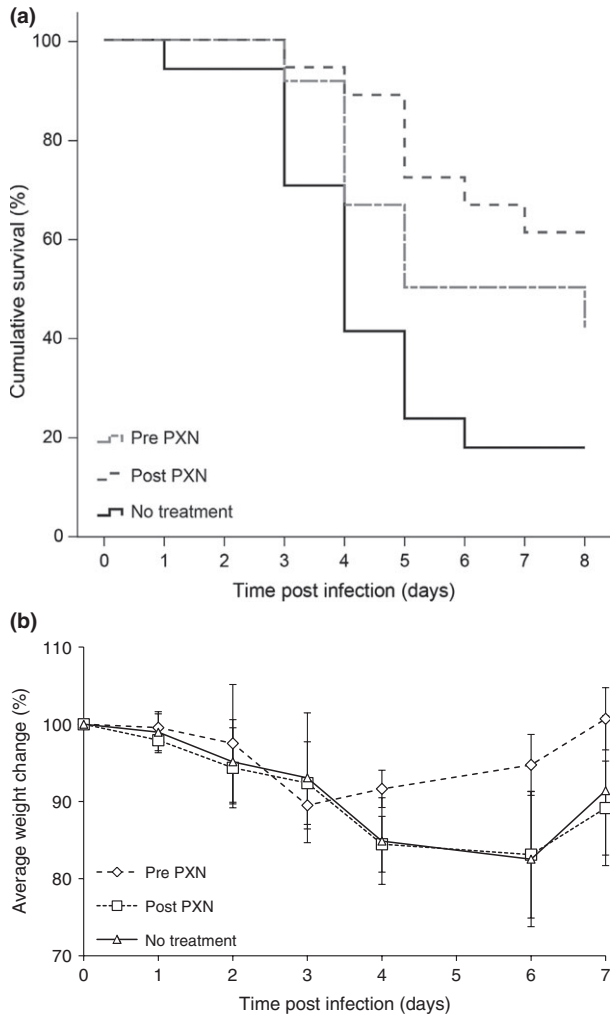 (a)
100
80
60
40
20
0
Cumulative survival (%)
Pre PXN
Post PXN
No treatment
0 1 2 3 4 5 6 7 8
Time post infection (days)
(b)
110
100
90
80
70
Average weight change (%)
Pre PXN
Post PXN
No treatment
0 1 2 3 4 5 6 7
Time post infection (days)